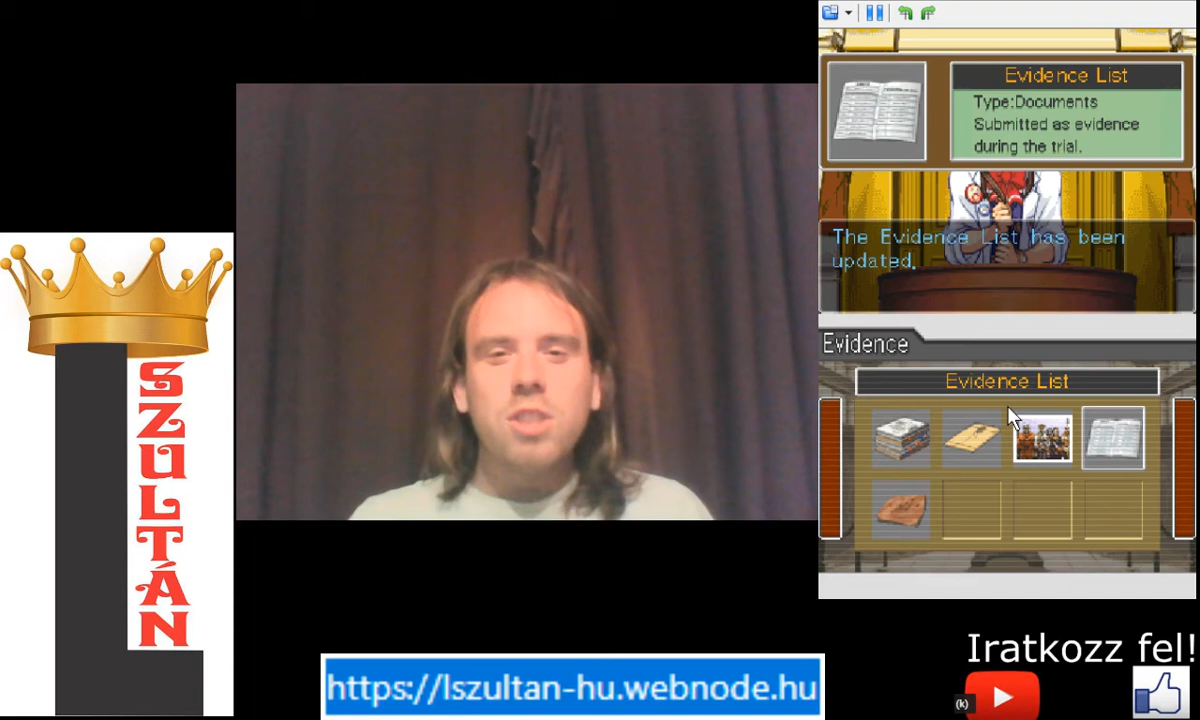 SZULTÁN
Evidence List
Type:Documents
Submitted as evidence
during the trial.
The Evidence List has been
updated.
Evidence
Evidence List
https://lszultan-hu.webnode.hu
Iratkozz fel!
(k)